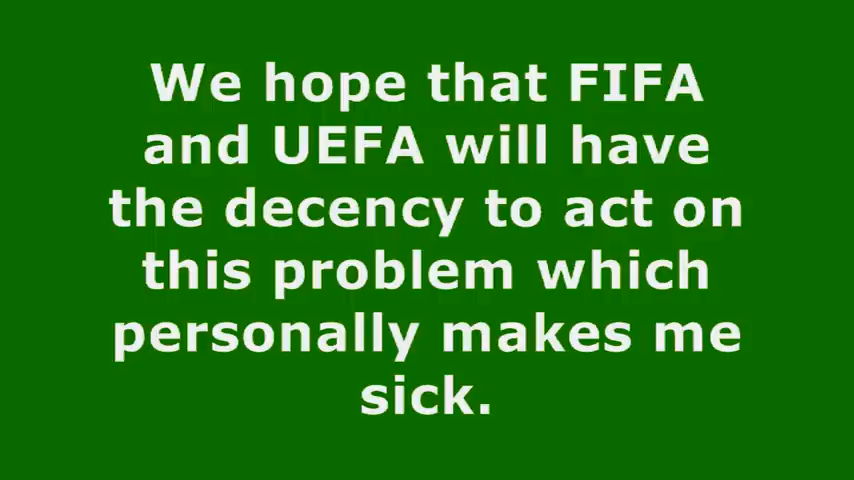 We hope that FIFA
and UEFA will have
the decency to act on
this problem which
personally makes me
sick.